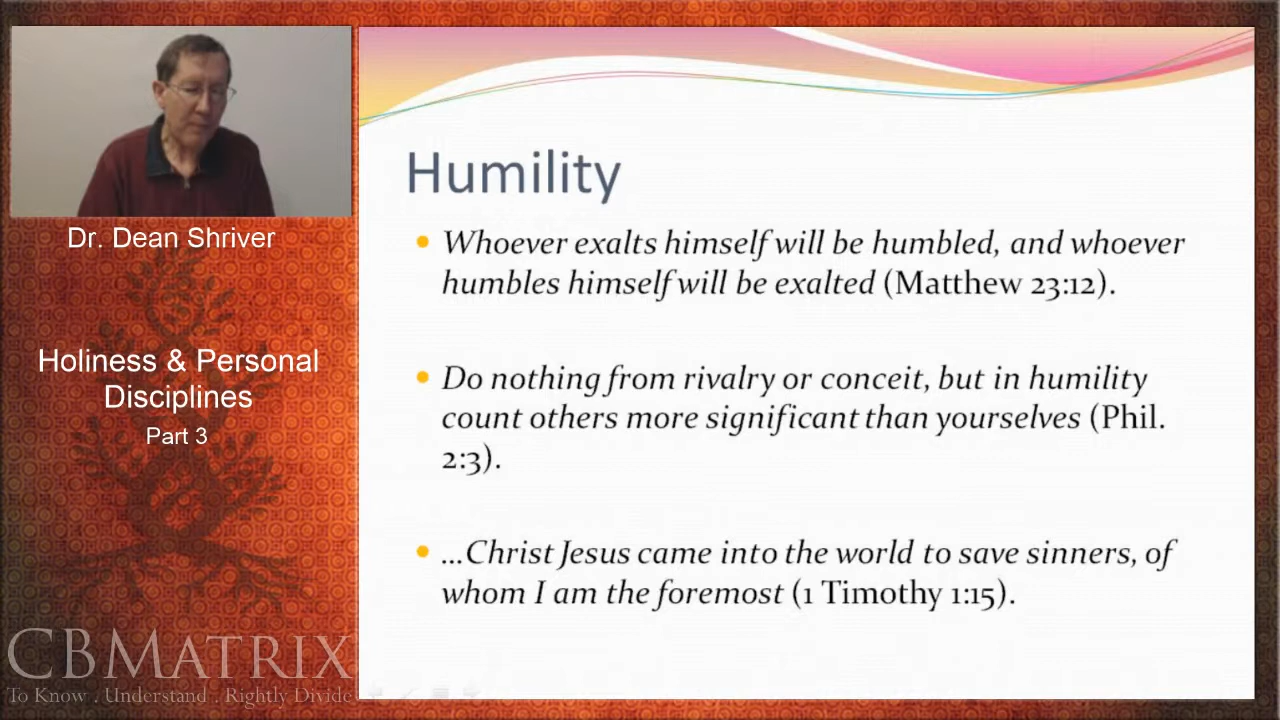 Dr. Dean Shriver
Holiness & Personal
Disciplines
Part 3
CBMATRIX
To Know . Understand . Rightly Divide
Humility
• Whoever exalts himself will be humbled, and whoever
humbles himself will be exalted (Matthew 23:12).
• Do nothing from rivalry or conceit, but in humility
count others more significant than yourselves (Phil.
2:3).
• ...Christ Jesus came into the world to save sinners, of
whom I am the foremost (1 Timothy 1:15).